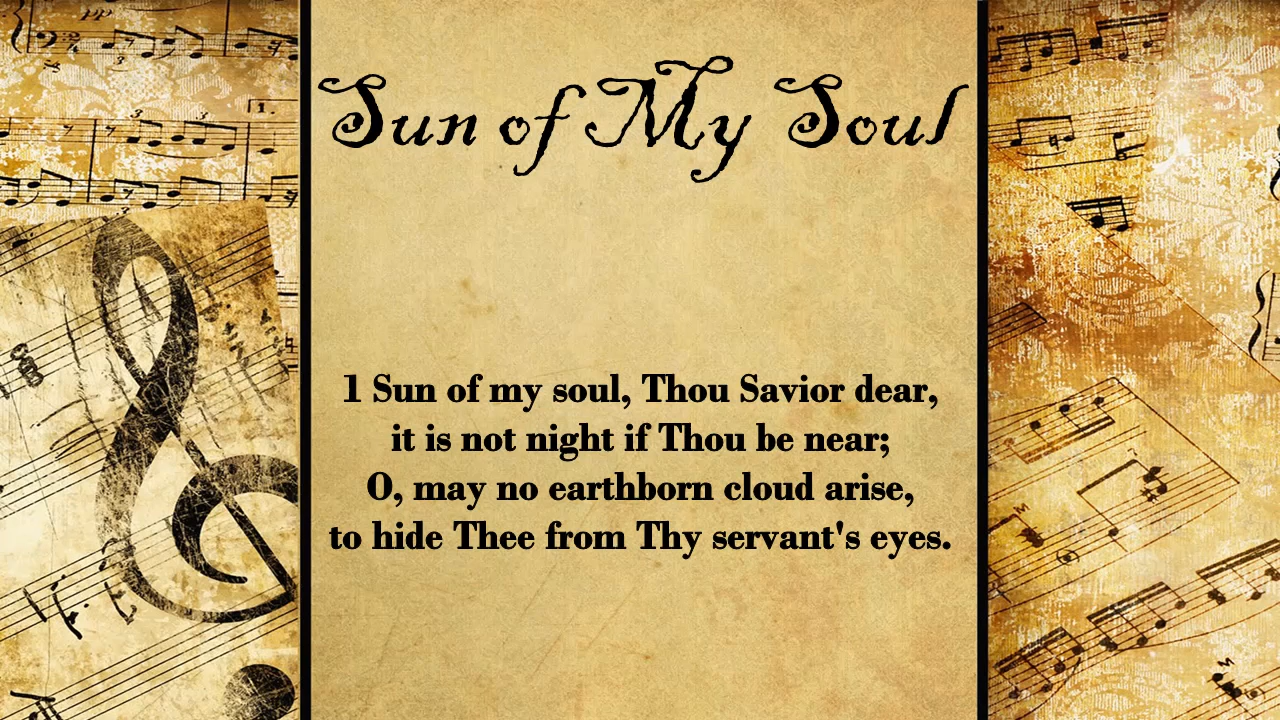 Sun of My Soul
1 Sun of my soul, Thou Savior dear,
it is not night if Thou be near;
O, may no earthborn cloud arise,
to hide Thee from Thy servant's eyes.